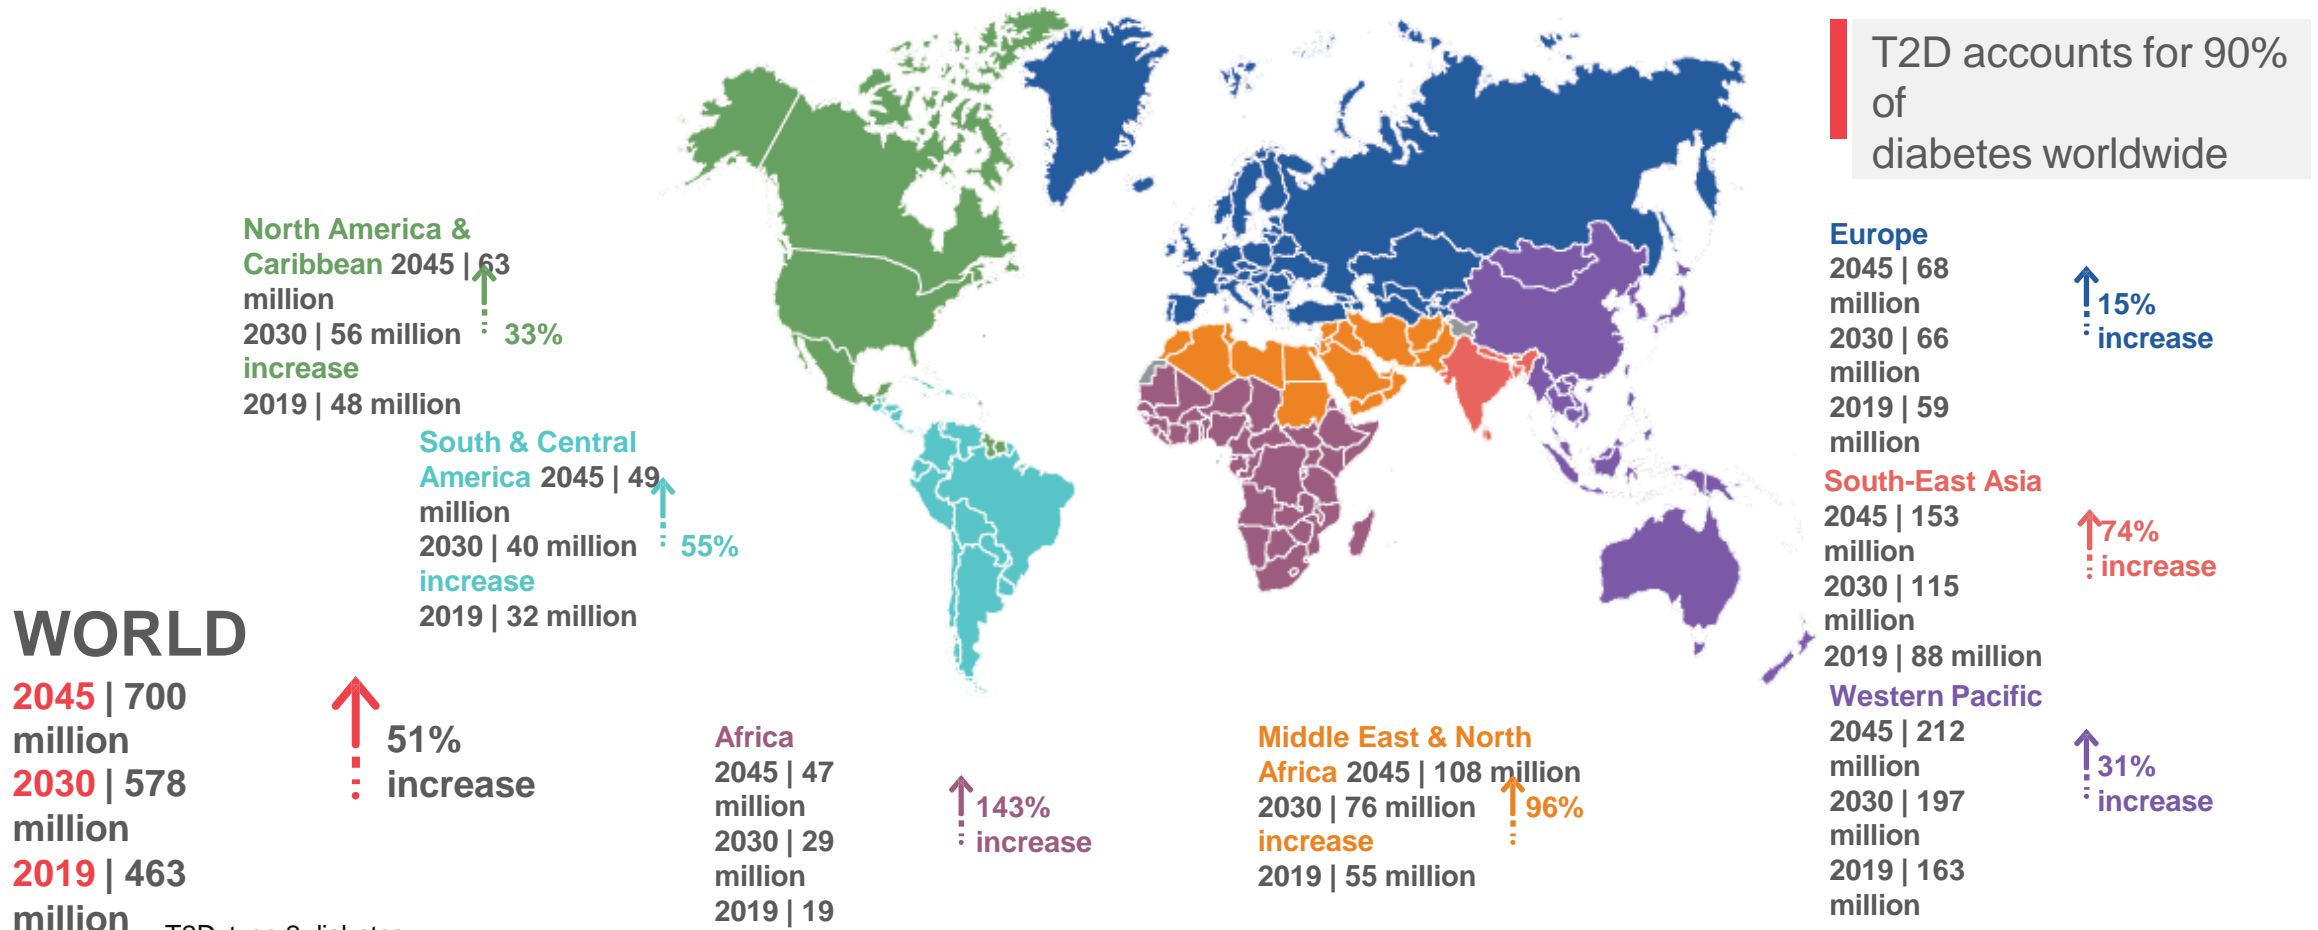 T2D accounts for 90%
of
diabetes worldwide
North America &
Caribbean 2045 | 63
million
2030 | 56 million 33%
increase
2019 | 48 million
South & Central
America 2045 | 49
million
2030 | 40 million 55%
increase
2019 | 32 million
WORLD
2045 | 700
million
2030 | 578
million
2019 | 463
million
51%
increase
Africa
2045 | 47
million
2030 | 29
million
2019 | 19
143%
increase
Middle East & North
Africa 2045 | 108 million
2030 | 76 million 96%
increase
2019 | 55 million
Europe
2045 | 68
million
2030 | 66
million
2019 | 59
million
15%
increase
South-East Asia
2045 | 153
million
2030 | 115
million
2019 | 88 million
74%
increase
Western Pacific
2045 | 212
million
2030 | 197
million
2019 | 163
million
31%
increase